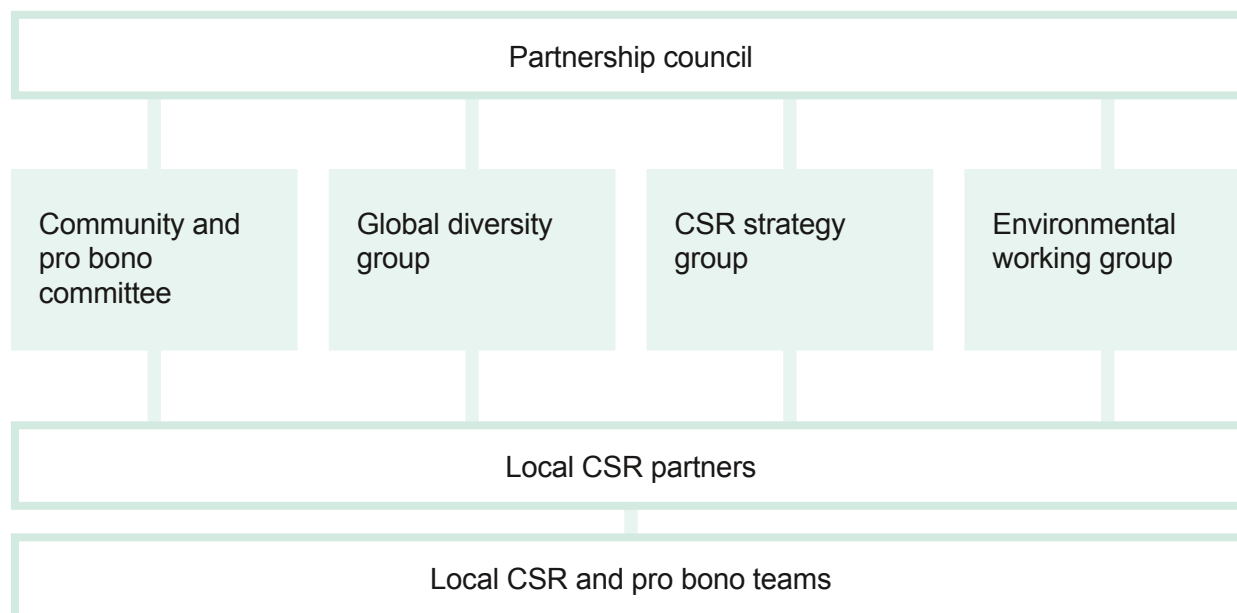 Partnership council
Community and
pro bono
committee
Global diversity
group
CSR strategy
group
Environmental
working group
Local CSR partners
Local CSR and pro bono teams